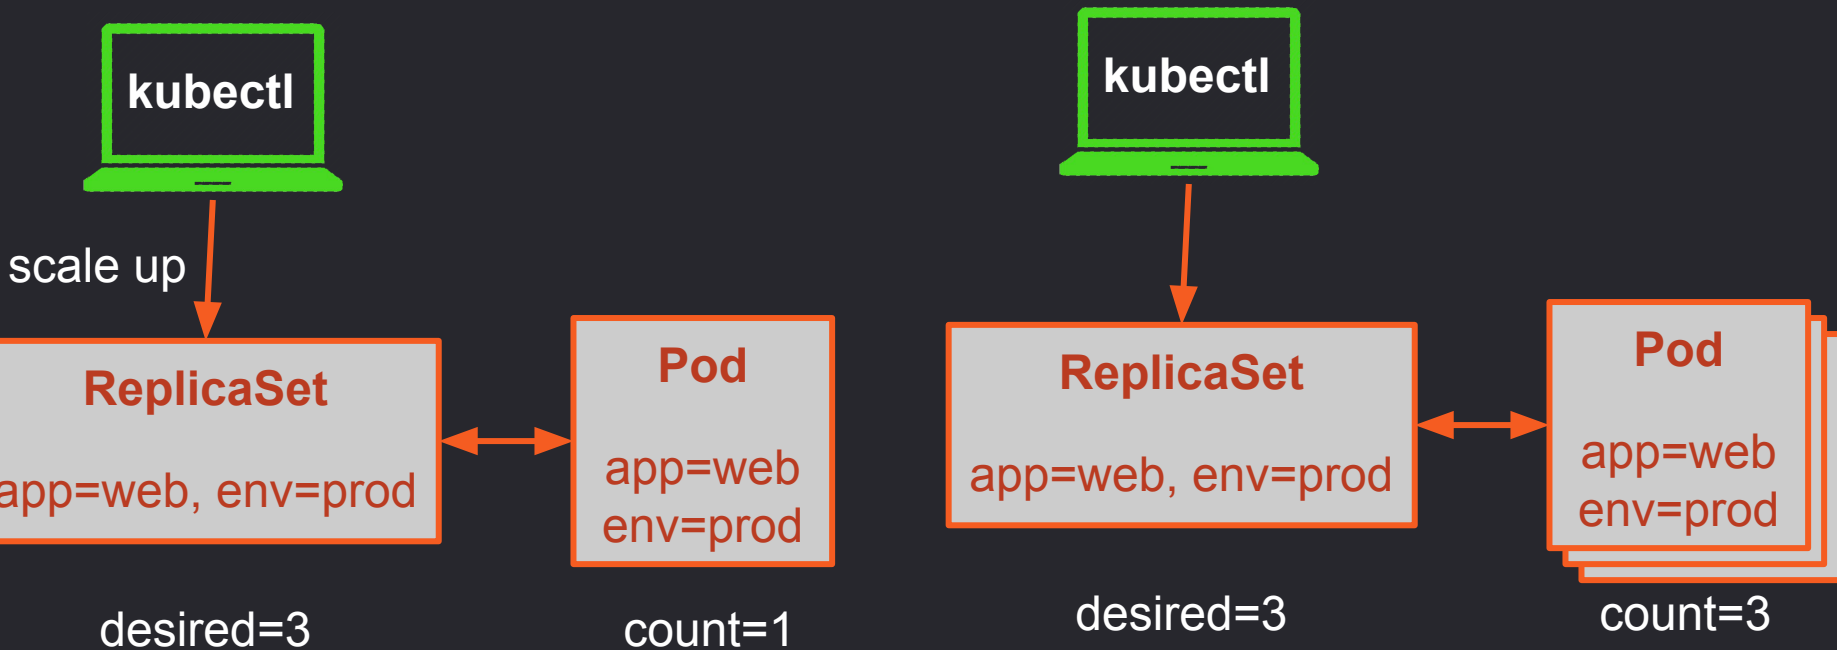 kubectl
scale up
ReplicaSet
app=web, env=prod
desired=3
Pod
app=web
env=prod
count=1
kubectl
ReplicaSet
app=web, env=prod
desired=3
Pod
app=web
env=prod
count=3